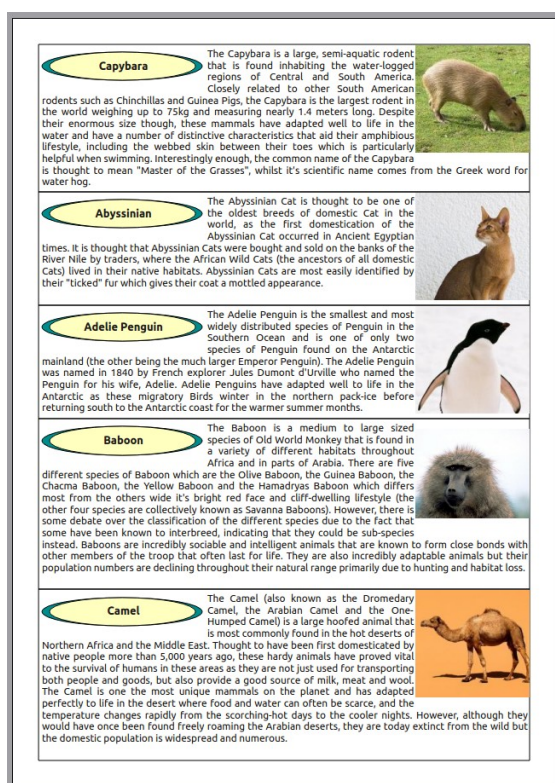 Capybara
The Capybara is a large, semi-aquatic rodent
that is found inhabiting the water-logged
regions of Central and South America.
Closely related to other South American
rodents such as Chinchillas and Guinea Pigs, the Capybara is the largest rodent in
the world weighing up to 75kg and measuring nearly 1.4 meters long. Despite
their enormous size though, these mammals have adapted well to life in the
water and have a number of distinctive characteristics that aid their amphibious
lifestyle, including the webbed skin between their toes which is particularly
helpful when swimming. Interestingly enough, the common name of the Capybara
is thought to mean "Master of the Grasses", whilst it's scientific name comes from the Greek word for
water hog.
Abyssinian
The Abyssinian Cat is thought to be one of
the oldest breeds of domestic Cat in the
world, as the first domestication of the
Abyssinian Cat occurred in Ancient Egyptian
times. It is thought that Abyssinian Cats were bought and sold on the banks of the
River Nile by traders, where the African Wild Cats (the ancestors of all domestic
Cats) lived in their native habitats. Abyssinian Cats are most easily identified by
their "ticked" fur which gives their coat a mottled appearance.
Adelie Penguin
The Adelie Penguin is the smallest and most
widely distributed species of Penguin in the
Southern Ocean and is one of only two
species of Penguin found on the Antarctic
mainland (the other being the much larger Emperor Penguin). The Adelie Penguin
was named in 1840 by French explorer Jules Dumont d'Urville who named the
Penguin for his wife, Adelie. Adelie Penguins have adapted well to life in the
Antarctic as these migratory Birds winter in the northern pack-ice before
returning south to the Antarctic coast for the warmer summer months.
Baboon
The Baboon is a medium to large sized
species of Old World Monkey that is found in
a variety of different habitats throughout
Africa and in parts of Arabia. There are five
different species of Baboon which are the Olive Baboon, the Guinea Baboon, the
Chacma Baboon, the Yellow Baboon and the Hamadryas Baboon which differs
most from the others wide it's bright red face and cliff-dwelling lifestyle (the
other four species are collectively known as Savanna Baboons). However, there is
some debate over the classification of the different species due to the fact that
some have been known to interbreed, indicating that they could be sub-species
instead. Baboons are incredibly sociable and intelligent animals that are known to form close bonds with
other members of the troop that often last for life. They are also incredibly adaptable animals but their
population numbers are declining throughout their natural range primarily due to hunting and habitat loss.
Camel
The Camel (also known as the Dromedary
Camel, the Arabian Camel and the One-
Humped Camel) is a large hoofed animal that
is most commonly found in the hot deserts of
Northern Africa and the Middle East. Thought to have been first domesticated by
native people more than 5,000 years ago, these hardy animals have proved vital
to the survival of humans in these areas as they are not just used for transporting
both people and goods, but also provide a good source of milk, meat and wool.
The Camel is one the most unique mammals on the planet and has adapted
perfectly to life in the desert where food and water can often be scarce, and the
temperature changes rapidly from the scorching-hot days to the cooler nights. However, although they
would have once been found freely roaming the Arabian deserts, they are today extinct from the wild but
the domestic population is widespread and numerous.